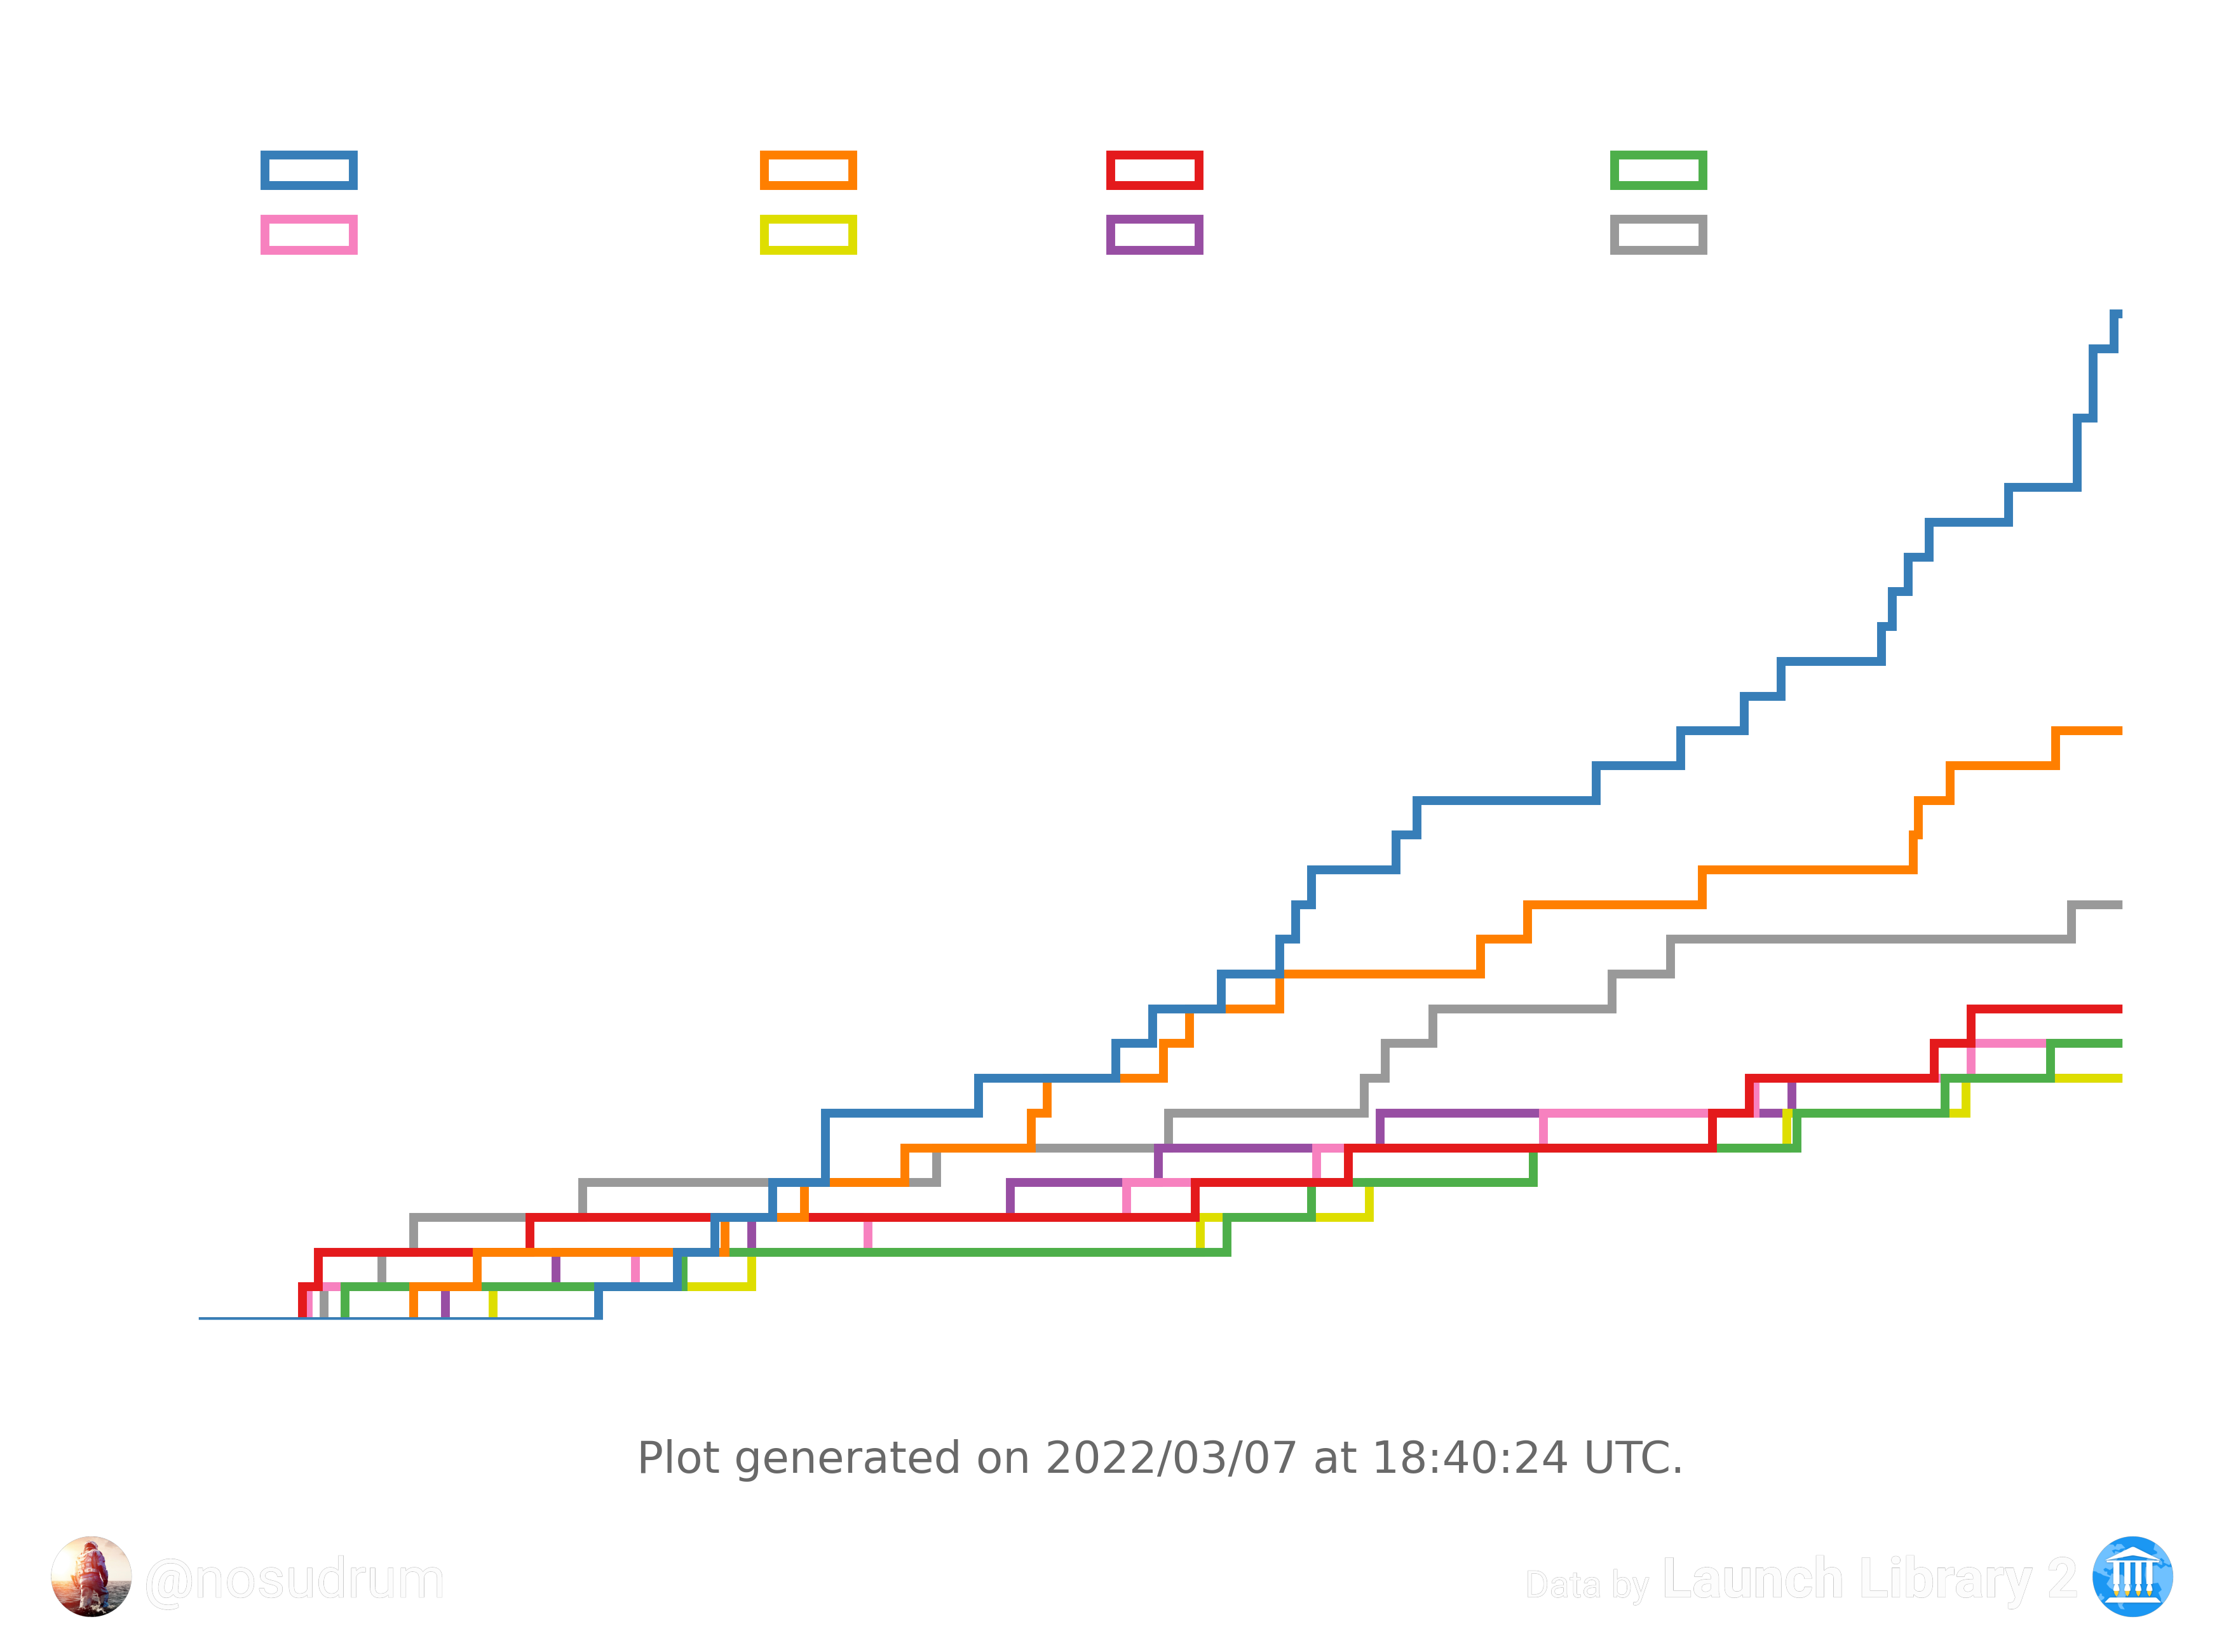 Plot generated on 2022/03/07 at 18:40:24 UTC.
@nosudrum
Data by Launch Library 2